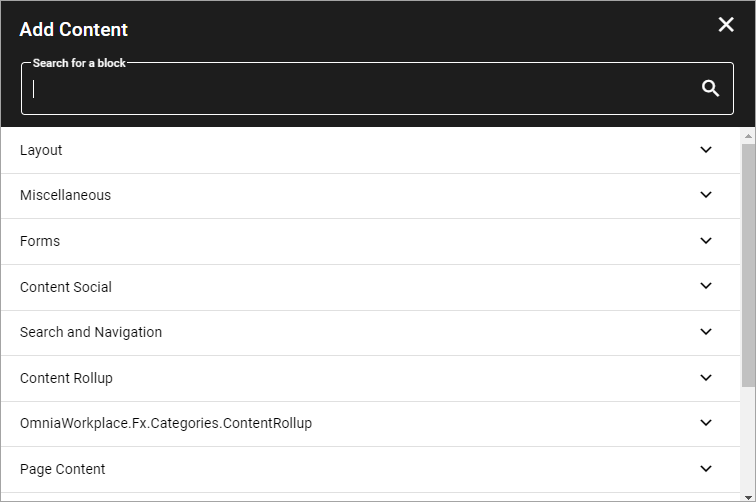 Add Content
Search for a block
Layout
Miscellaneous
Forms
Content Social
Search and Navigation
Content Rollup
OmniaWorkplace.Fx.Categories.ContentRollup
Page Content